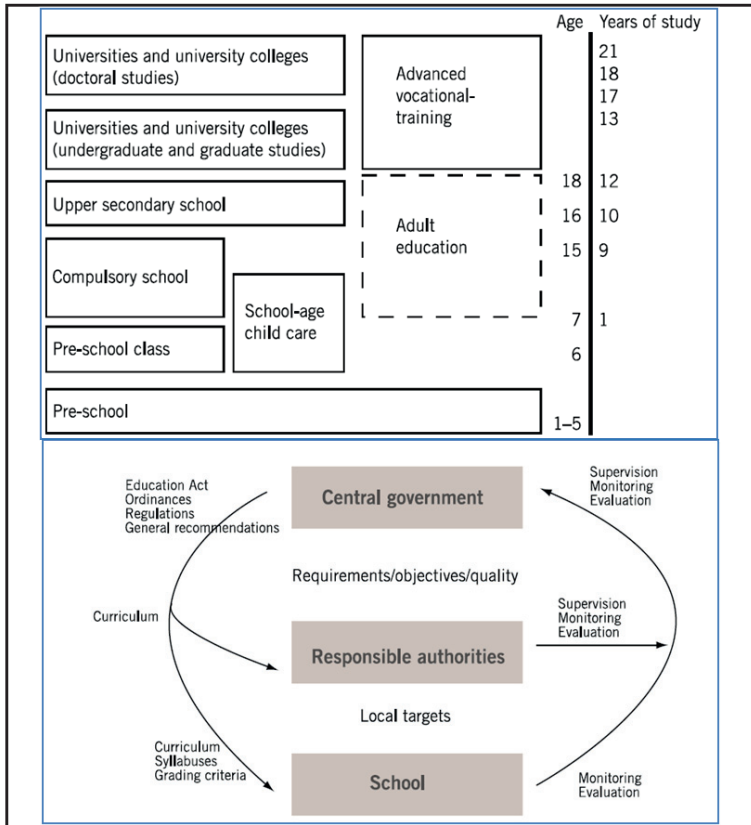 Age
Years of study
Universities and university colleges
(doctoral studies)
Advanced
vocational-
training
21
18
17
13
Universities and university colleges
(undergraduate and graduate studies)
Upper secondary school
Adult
education
18
12
16
10
15
9
Compulsory school
School-age
child care
7
1
Pre-school class
6
Pre-school
1–5
Education Act
Ordinances
Regulations
General recommendations
Central government
Supervision
Monitoring
Evaluation
Requirements/objectives/quality
Curriculum
Supervision
Monitoring
Evaluation
Responsible authorities
Local targets
Curriculum
Syllabuses
Grading criteria
School
Monitoring
Evaluation